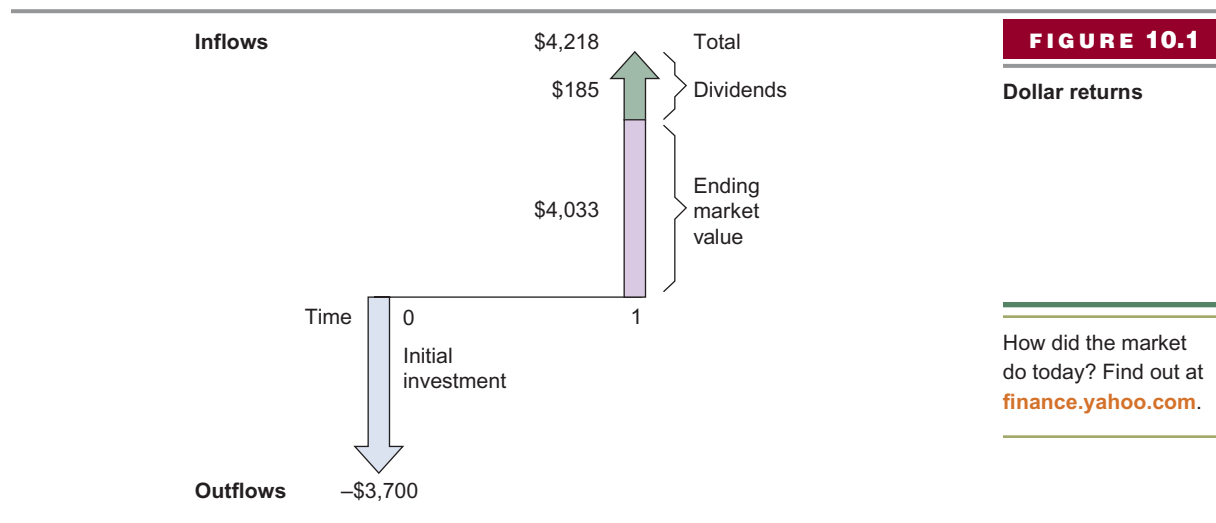 Inflows
$4,218
Total
$185
Dividends
$4,033
Ending
market
value
Time
0
1
Initial
investment
Outflows
–$3,700
FIGURE 10.1
Dollar returns
How did the market
do today? Find out at
finance.yahoo.com.